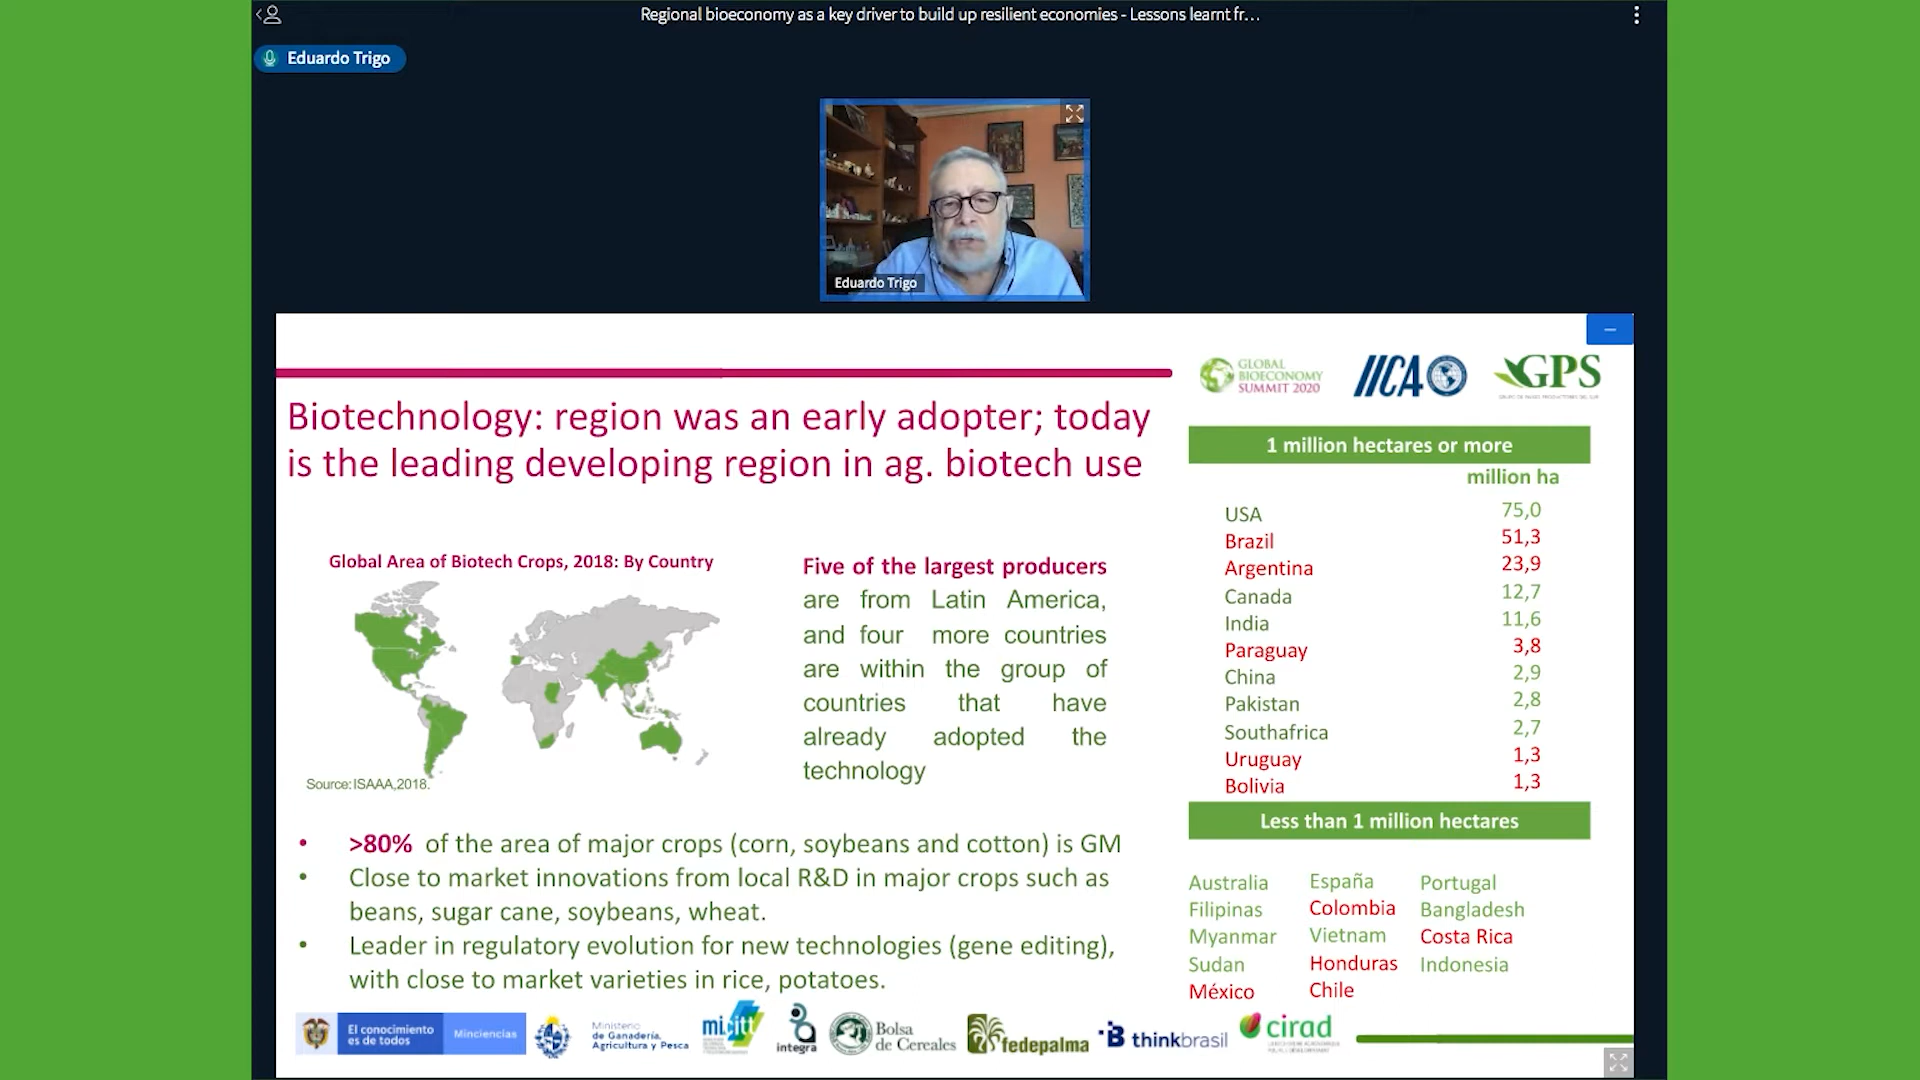 Regional bioeconomy as a key driver to build up resilient economies - Lessons learnt fr…
Eduardo Trigo
Eduardo Trigo
GLOBAL
BIOECONOMY
SUMMIT 2020
IICA
GPS
Biotechnology: region was an early adopter; today
is the leading developing region in ag. biotech use
Global Area of Biotech Crops, 2018: By Country
Source: ISAAA,2018.
Five of the largest producers
are from Latin America,
and four more countries
are within the group of
countries that have
already adopted the
technology
• >80% of the area of major crops (corn, soybeans and cotton) is GM
• Close to market innovations from local R&D in major crops such as
beans, sugar cane, soybeans, wheat.
• Leader in regulatory evolution for new technologies (gene editing),
with close to market varieties in rice, potatoes.
1 million hectares or more
million ha
USA 75,0
Brazil 51,3
Argentina 23,9
Canada 12,7
India 11,6
Paraguay 3,8
China 2,9
Pakistan 2,8
Southafrica 2,7
Uruguay 1,3
Bolivia 1,3
Less than 1 million hectares
Australia España Portugal
Filipinas Colombia Bangladesh
Myanmar Vietnam Costa Rica
Sudan Honduras Indonesia
México Chile
El conocimiento
es de todos
Minciencias
Ministerio
de Ganadería,
Agricultura y Pesca
micitt
integra
Bolsa
de Cereales
fedepalma
thinkbrasil
cirad